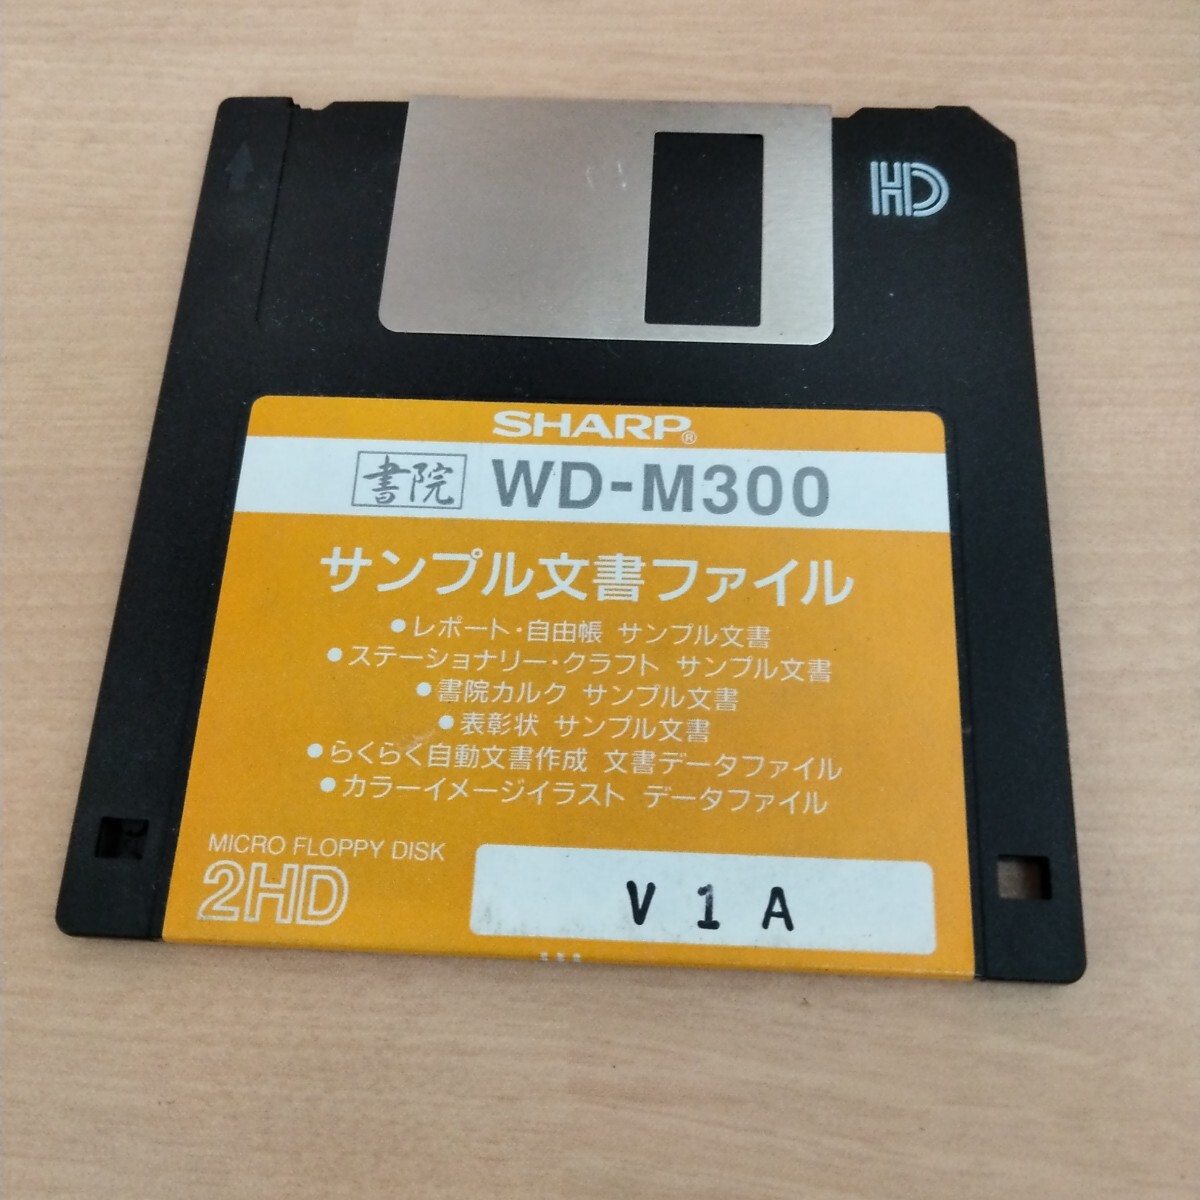 HD
SHARP®
書院 WD-M300
サンプル文書ファイル
●レポート・自由帳 サンプル文書
●ステーショナリー・クラフト サンプル文書
●書院カルク サンプル文書
●表彰状 サンプル文書
●らくらく自動文書作成 文書データファイル
●カラーイメージイラスト データファイル
MICRO FLOPPY DISK
2HD
V 1 A